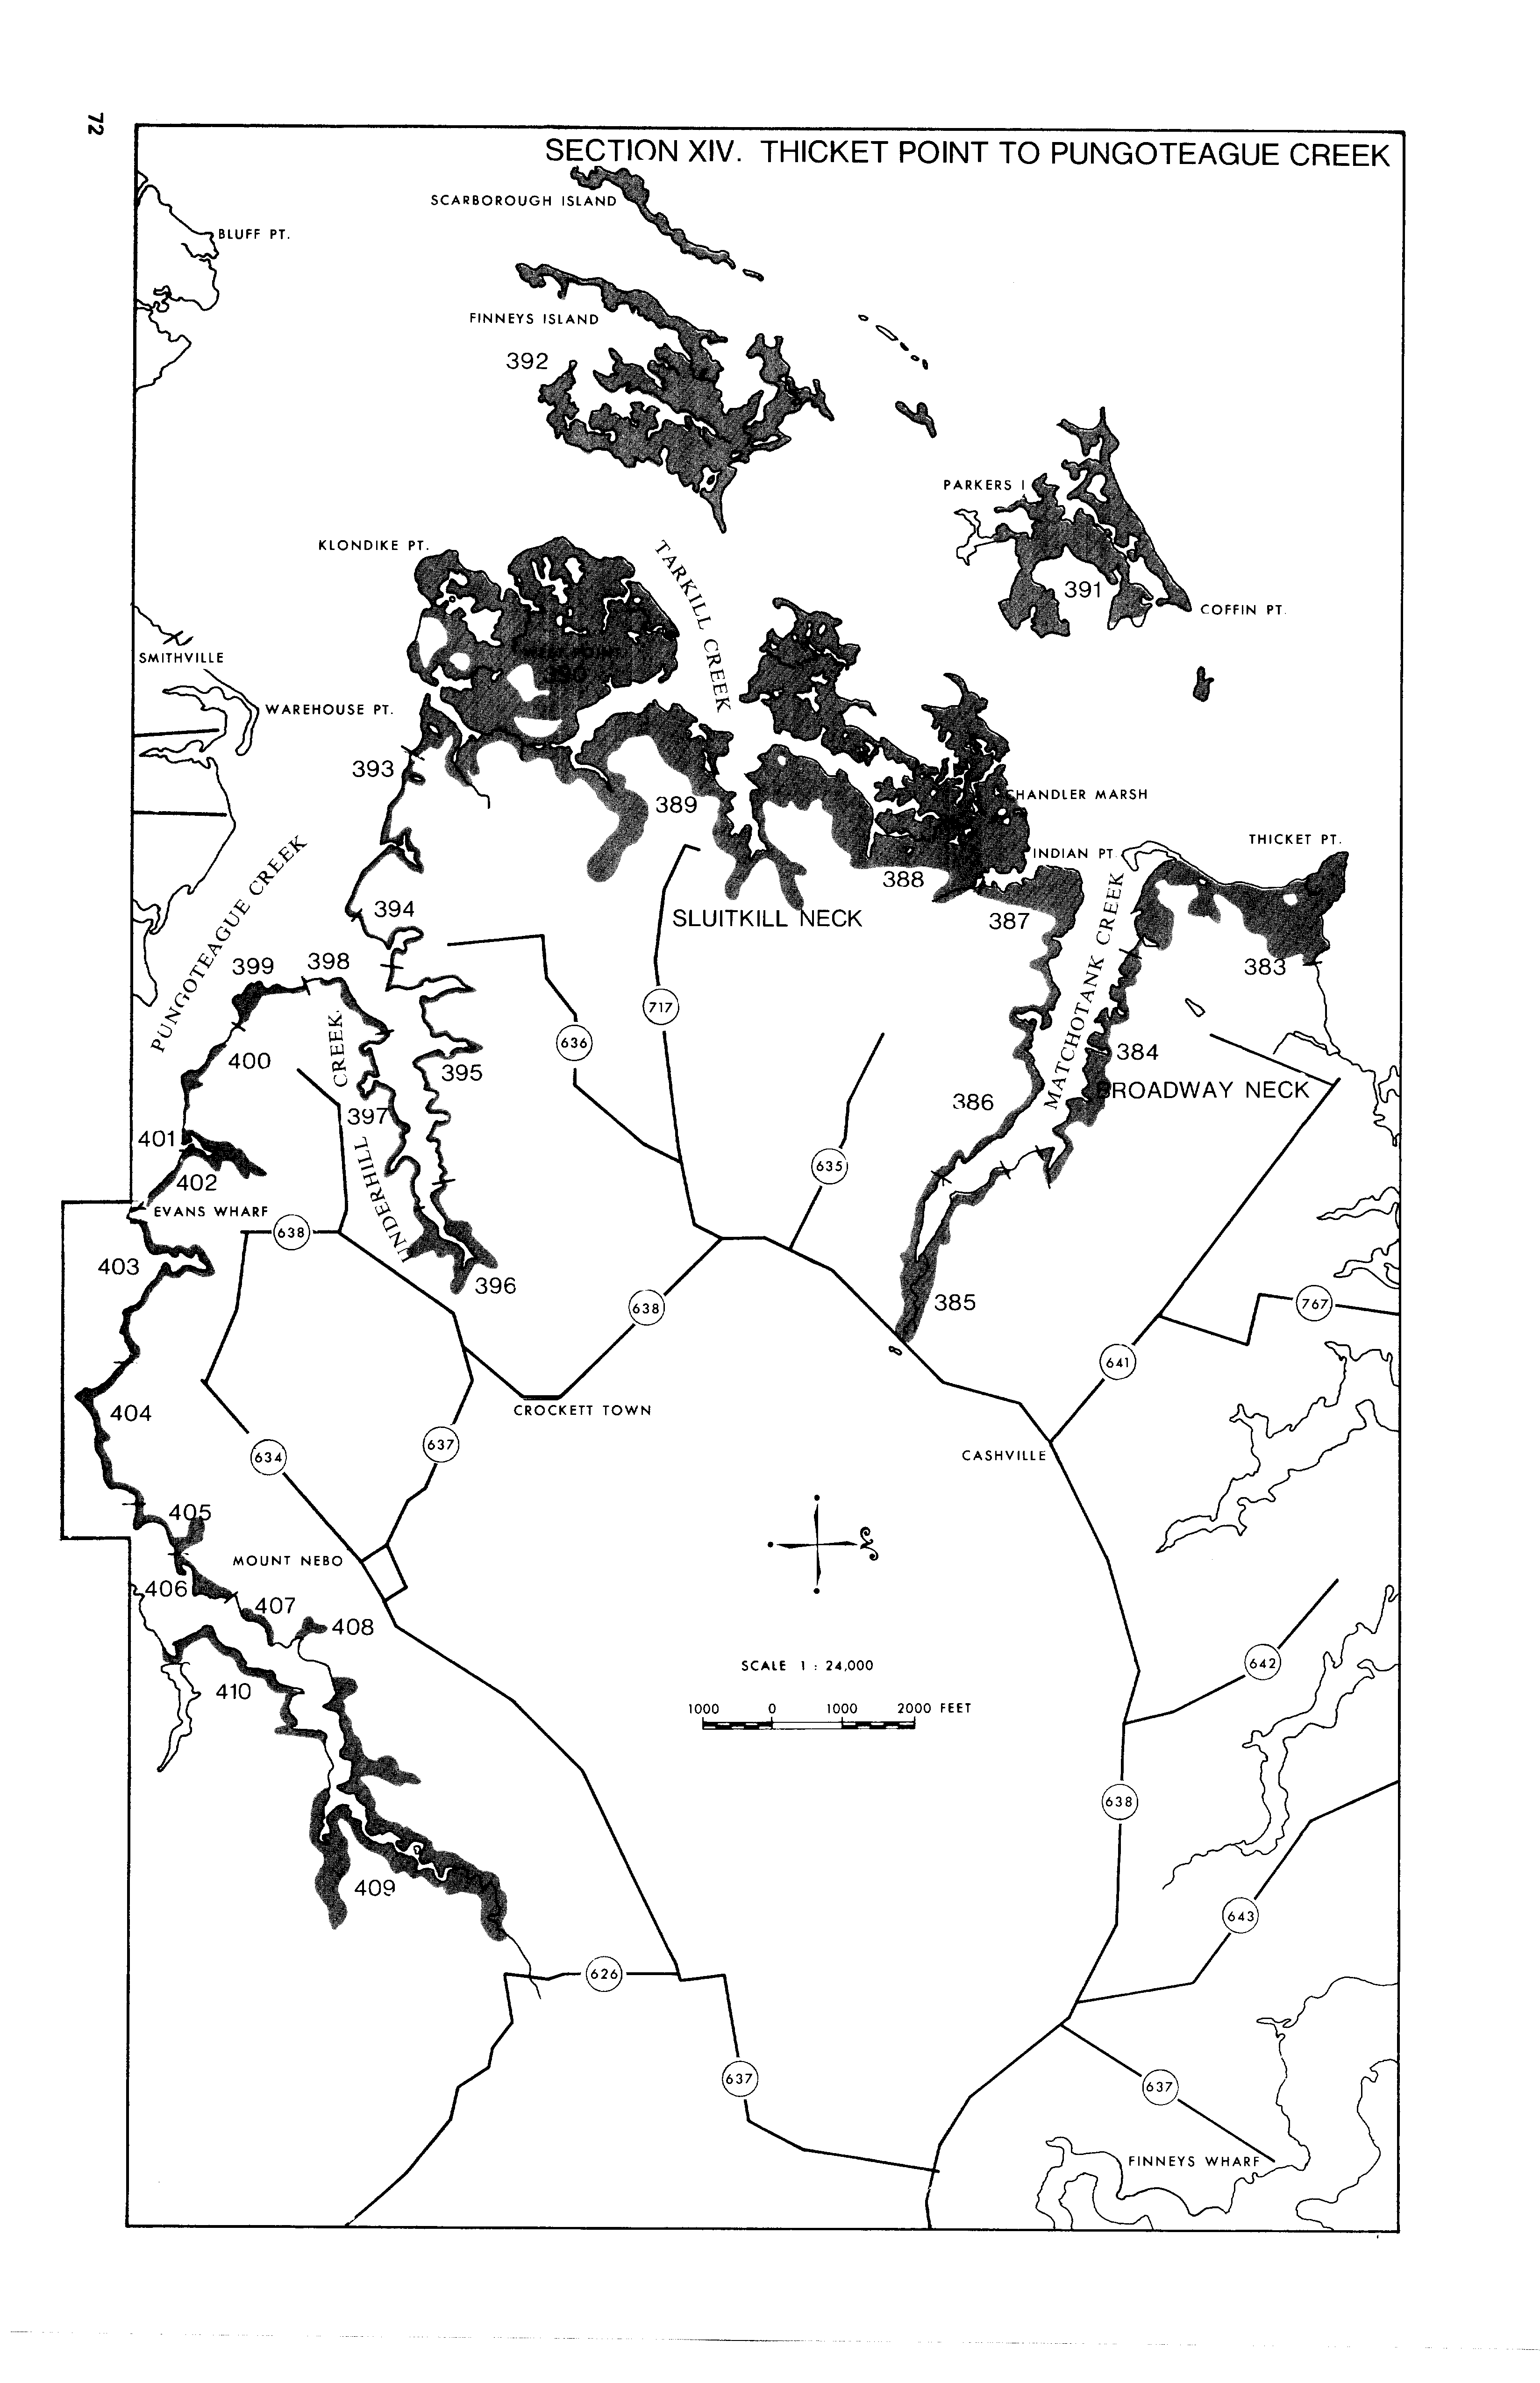 72
SECTION XIV. THICKET POINT TO PUNGOTEAGUE CREEK
SCARBOROUGH ISLAND
BLUFF PT.
FINNEYS ISLAND
392
PARKERS I
KLONDIKE PT.
TARKILL CREEK
391
COFFIN PT.
SMITHVILLE
390
WAREHOUSE PT.
393
389
CHANDLER MARSH
THICKET PT.
INDIAN PT.
388
PUNGOTEAGUE CREEK
394
SLUITKILL NECK
387
MATCHOTANK CREEK
383
399
398
717
636
400
384
395
BROADWAY NECK
386
397
UNDERHILL CREEK.
401
635
402
EVANS WHARF
638
403
396
385
638
767
641
404
CROCKETT TOWN
634
637
CASHVILLE
405
MOUNT NEBO
406
407
408
410
SCALE 1 : 24,000
642
1000 0 1000 2000 FEET
638
409
643
626
637
637
FINNEYS WHARF